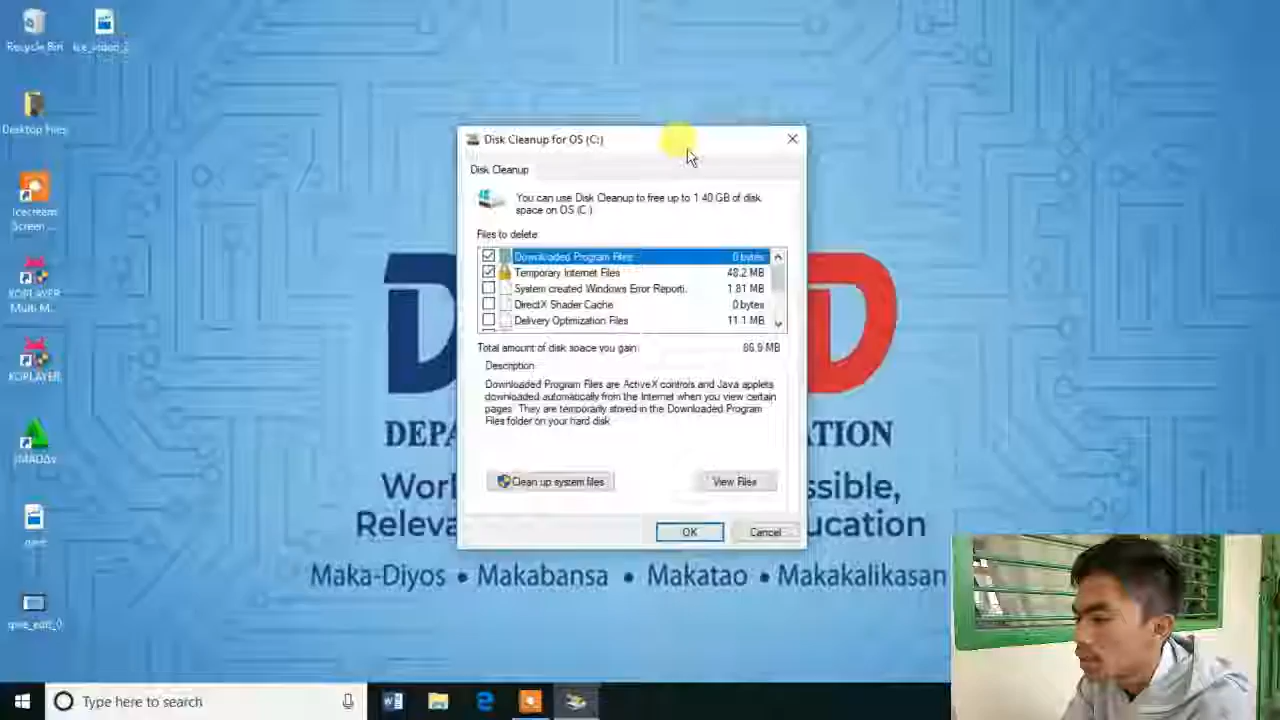 Recycle Bin
ice_video_2
Desktop Files
Icecream
Screen ...
KOPLAYER
Multi M...
KOPLAYER
SMADAv
Disk Cleanup for OS (C:)
Disk Cleanup
You can use Disk Cleanup to free up to 1.40 GB of disk
space on OS (C:)
Files to delete:
Downloaded Program Files 0 bytes
Temporary Internet Files 48.2 MB
System created Windows Error Reporti... 1.81 MB
DirectX Shader Cache 0 bytes
Delivery Optimization Files 11.1 MB
Total amount of disk space you gain: 86.9 MB
Description
Downloaded Program Files are ActiveX controls and Java applets
downloaded automatically from the Internet when you view certain
pages. They are temporarily stored in the Downloaded Program
Files folder on your hard disk.
Clean up system files
View Files
OK
Cancel
DEPA
ATION
Worl
ssible,
Releva
ucation
Maka-Diyos • Makabansa • Makatao • Makakalikasan
Type here to search